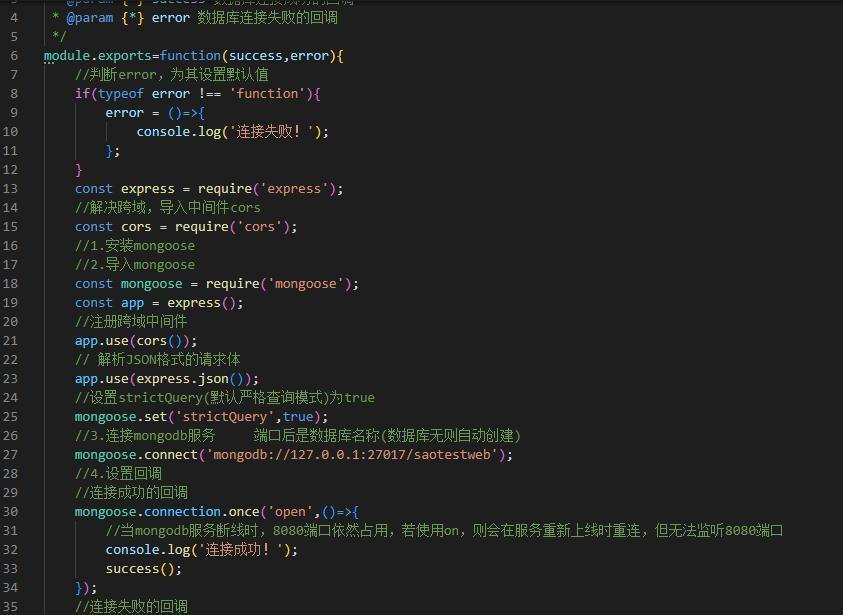 3 * @param {*} success 数据库连接成功的回调
4 * @param {*} error 数据库连接失败的回调
5 */
6 module.exports=function(success,error){
7 //判断error，为其设置默认值
8 if(typeof error !== 'function'){
9 error = ()=>{
10 console.log('连接失败！');
11 };
12 }
13 const express = require('express');
14 //解决跨域，导入中间件cors
15 const cors = require('cors');
16 //1.安装mongoose
17 //2.导入mongoose
18 const mongoose = require('mongoose');
19 const app = express();
20 //注册跨域中间件
21 app.use(cors());
22 // 解析JSON格式的请求体
23 app.use(express.json());
24 //设置strictQuery(默认严格查询模式)为true
25 mongoose.set('strictQuery',true);
26 //3.连接mongodb服务 端口后是数据库名称(数据库无则自动创建)
27 mongoose.connect('mongodb://127.0.0.1:27017/saotestweb');
28 //4.设置回调
29 //连接成功的回调
30 mongoose.connection.once('open',()=>{
31 //当mongodb服务断线时，8080端口依然占用，若使用on，则会在服务重新上线时重连，但无法监听8080端口
32 console.log('连接成功！');
33 success();
34 });
35 //连接失败的回调